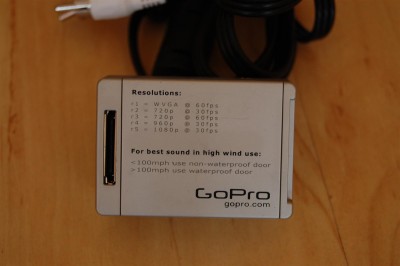 Resolutions:
r1 = WVGA @ 60fps
r2 = 720p @ 30fps
r3 = 720p @ 60fps
r4 = 960p @ 30fps
r5 = 1080p @ 30fps
For best sound in high wind use:
<100mph use non-waterproof door
>100mph use waterproof door
GoPro
gopro.com